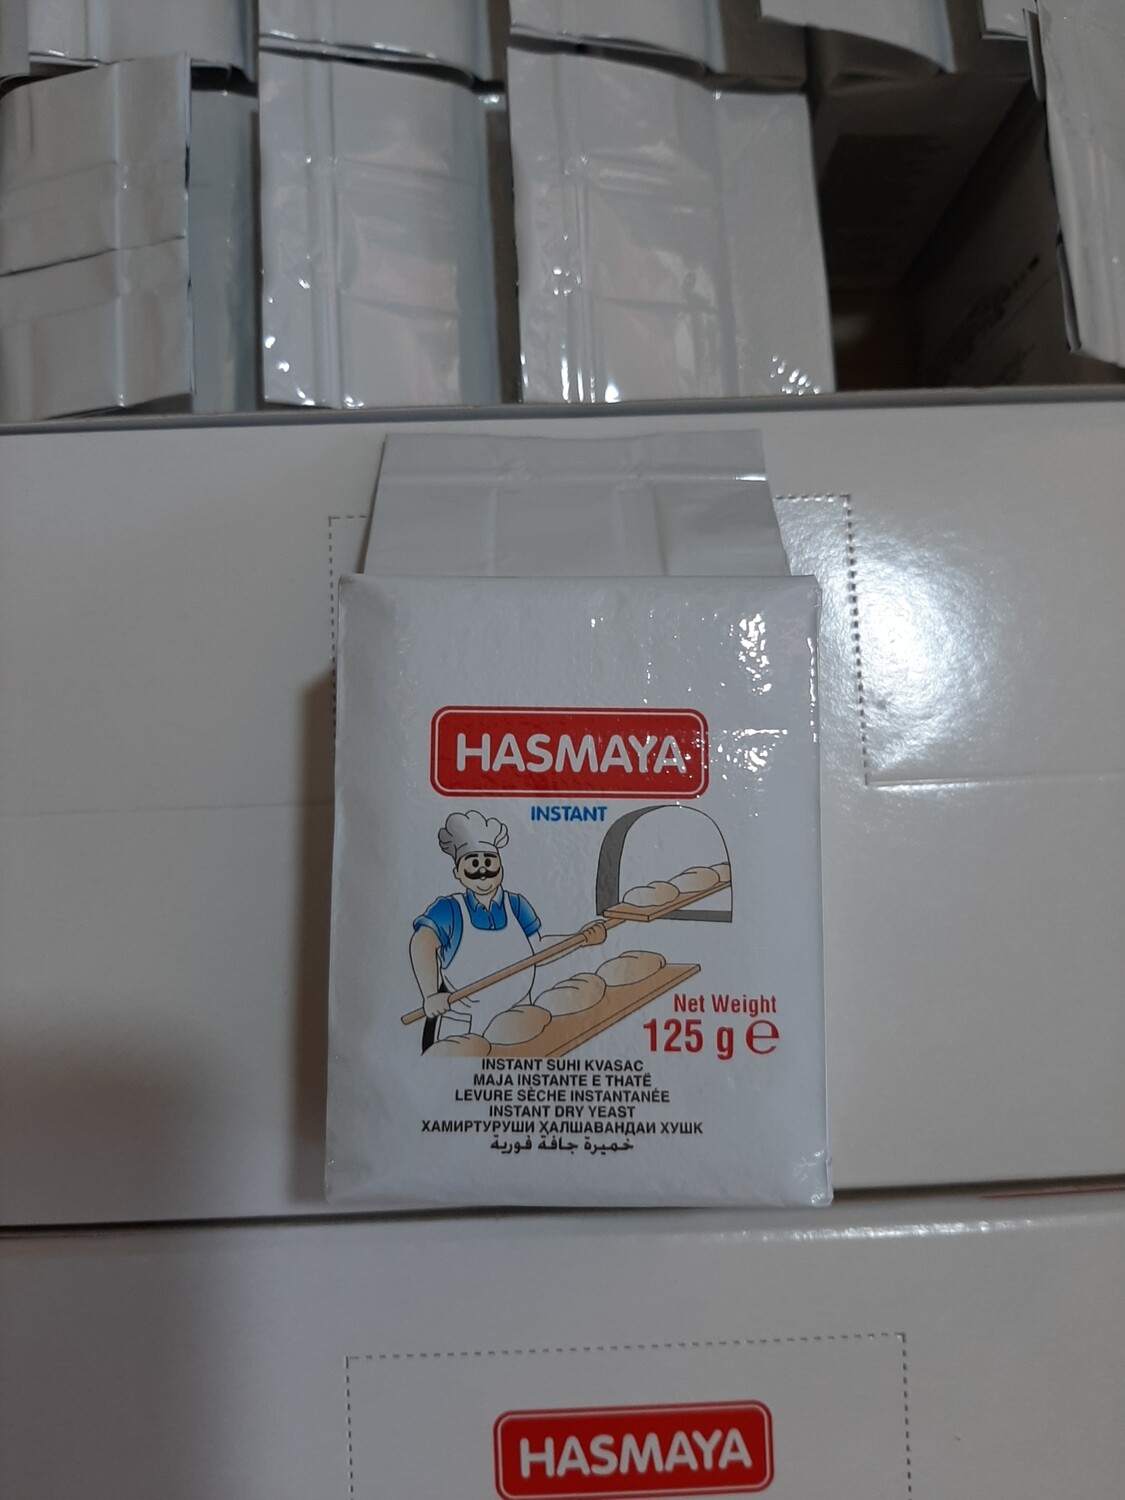 HASMAYA
INSTANT
Net Weight
125 g ℮
INSTANT SUHI KVASAC
MAJA INSTANTE E THATË
LEVURE SÈCHE INSTANTANÉE
INSTANT DRY YEAST
ХАМИРТУРУШИ ҲАЛШАВАНДАИ ХУШК
خميرة جافة فورية
HASMAYA